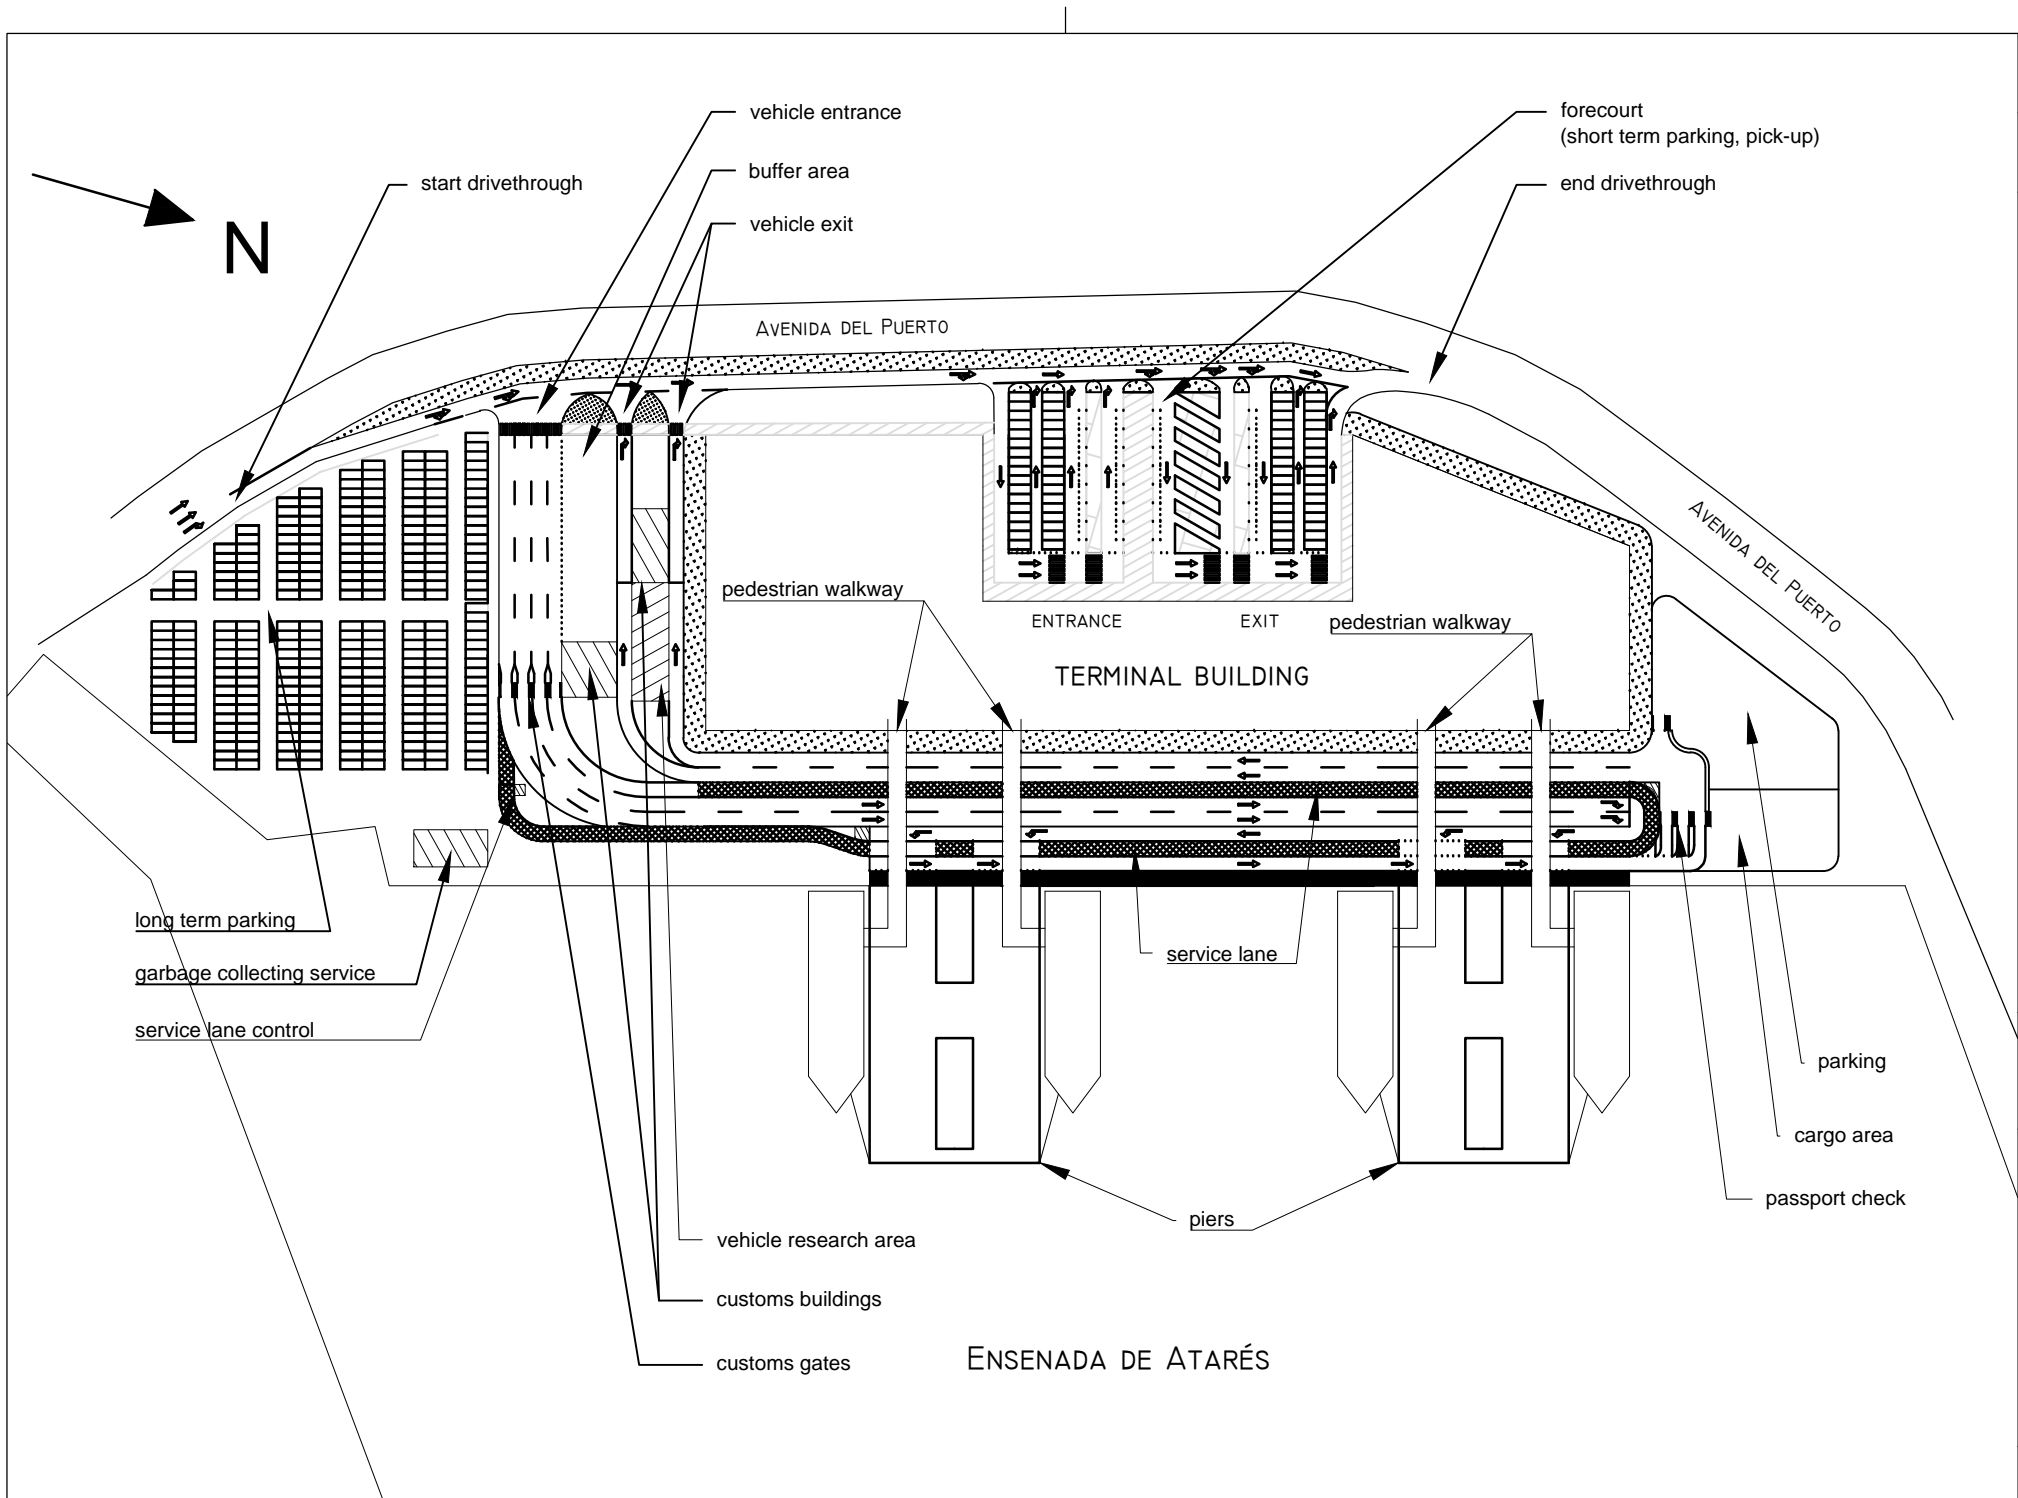 vehicle entrance
forecourt
(short term parking, pick-up)
buffer area
start drivethrough
end drivethrough
vehicle exit
N
AVENIDA DEL PUERTO
AVENIDA DEL PUERTO
pedestrian walkway
ENTRANCE
EXIT
pedestrian walkway
TERMINAL BUILDING
long term parking
service lane
garbage collecting service
service lane control
parking
cargo area
passport check
piers
vehicle research area
customs buildings
customs gates
ENSENADA DE ATARÉS